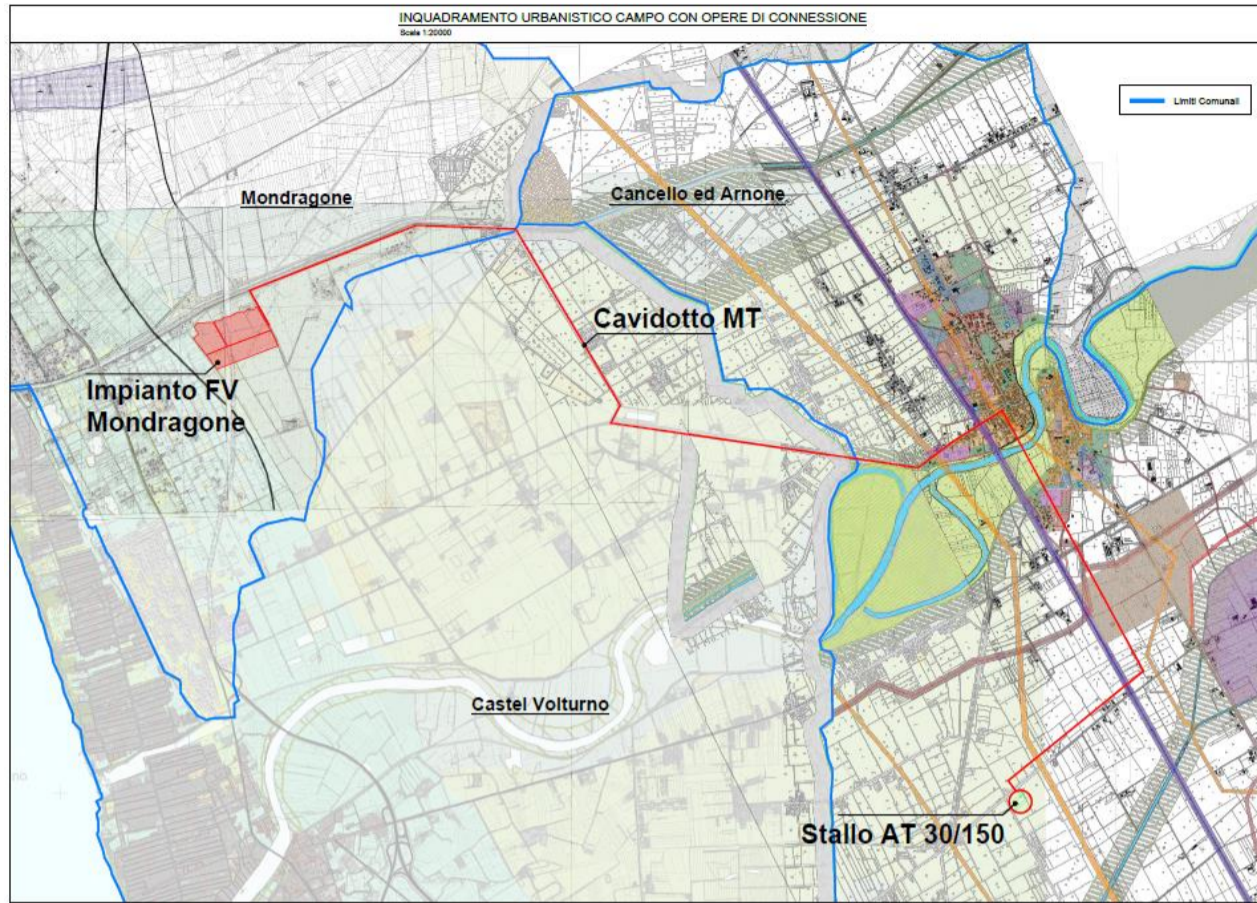 INQUADRAMENTO URBANISTICO CAMPO CON OPERE DI CONNESSIONE
Scala 1:20000
Limiti Comunali
Mondragone
Cancello ed Arnone
Cavidotto MT
Impianto FV
Mondragone
Castel Volturno
Stallo AT 30/150